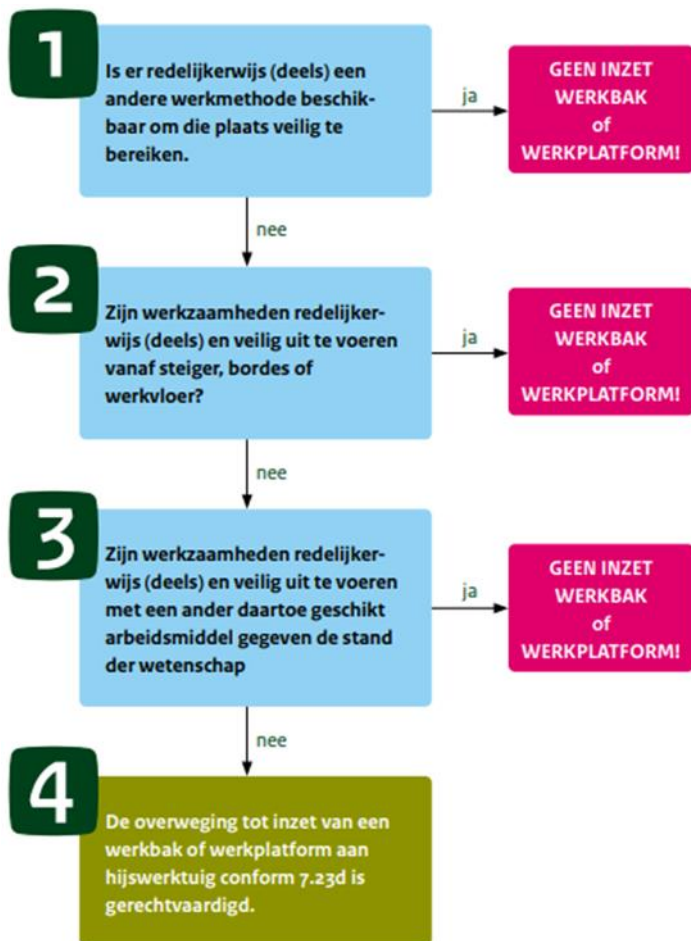 1
Is er redelijkerwijs (deels) een
andere werkmethode beschik-
baar om die plaats veilig te
bereiken.
ja
GEEN INZET
WERKBAK
of
WERKPLATFORM!
nee
2
Zijn werkzaamheden redelijker-
wijs (deels) en veilig uit te voeren
vanaf steiger, bordes of
werkvloer?
ja
GEEN INZET
WERKBAK
of
WERKPLATFORM!
nee
3
Zijn werkzaamheden redelijker-
wijs (deels) en veilig uit te voeren
met een ander daartoe geschikt
arbeidsmiddel gegeven de stand
der wetenschap
ja
GEEN INZET
WERKBAK
of
WERKPLATFORM!
nee
4
De overweging tot inzet van een
werkbak of werkplatform aan
hijswerktuig conform 7.23d is
gerechtvaardigd.